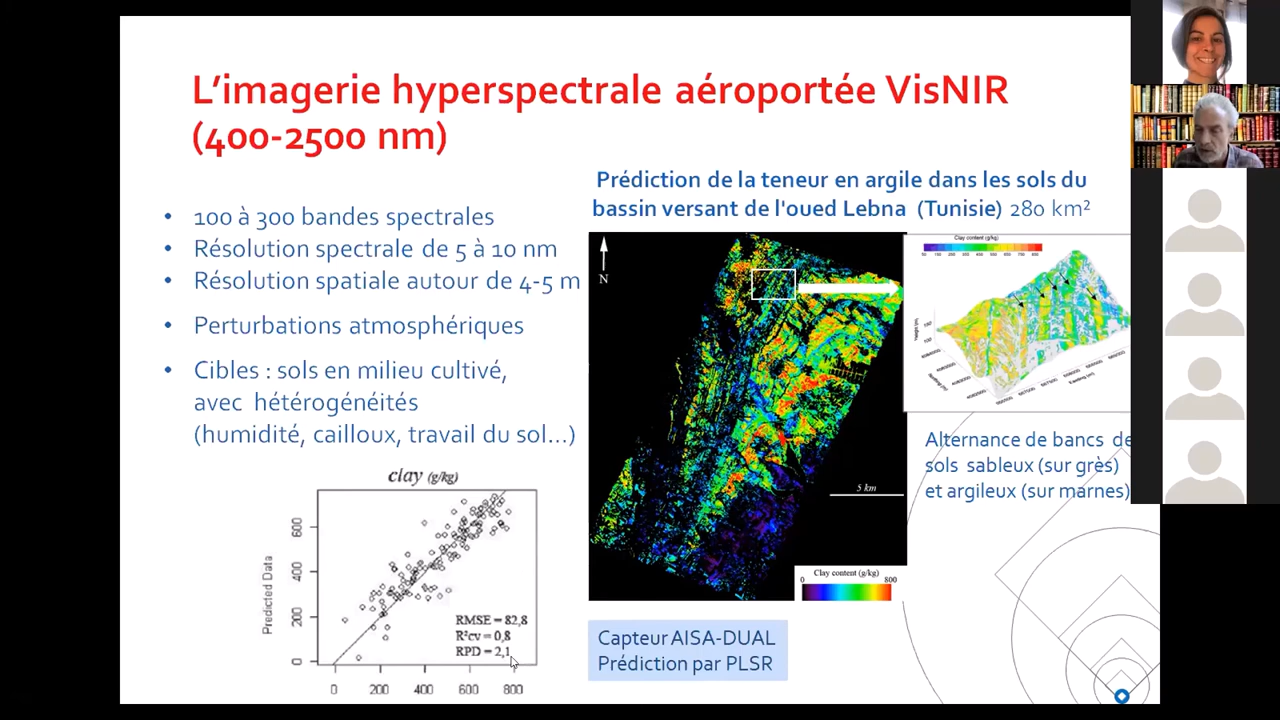 L'imagerie hyperspectrale aéroportée VisNIR
(400-2500 nm)
• 100 à 300 bandes spectrales
• Résolution spectrale de 5 à 10 nm
• Résolution spatiale autour de 4-5 m
• Perturbations atmosphériques
• Cibles : sols en milieu cultivé,
avec hétérogénéités
(humidité, cailloux, travail du sol...)
clay (g/kg)
Predicted Data
600
400
200
0
RMSE = 82,8
R²cv = 0,8
RPD = 2,1
0 200 400 600 800
Prédiction de la teneur en argile dans les sols du
bassin versant de l'oued Lebna (Tunisie) 280 km²
N
5 km
Clay content (g/kg)
0 800
Clay content (g/kg)
Alternance de bancs de
sols sableux (sur grès)
et argileux (sur marnes)
Capteur AISA-DUAL
Prédiction par PLSR